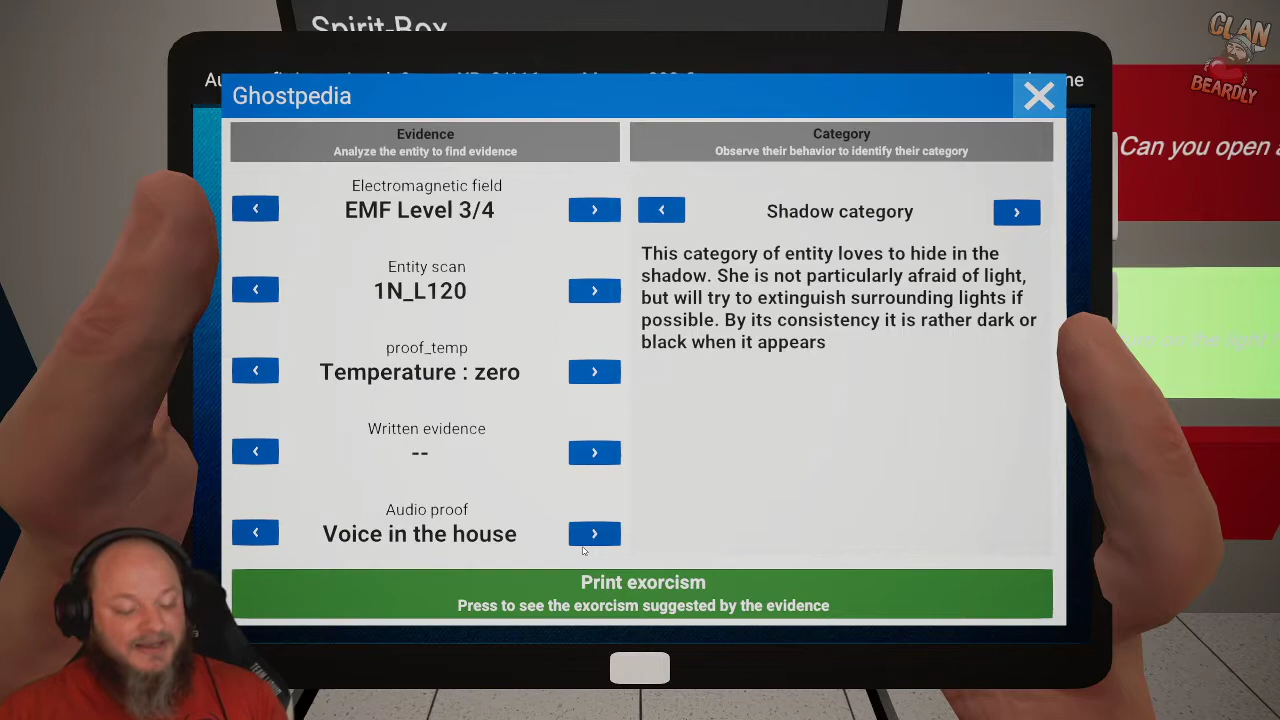 Spirit-Box
CLAN
BEARDLY
Ghostpedia
Evidence
Analyze the entity to find evidence
Category
Observe their behavior to identify their category
Can you open a
Electromagnetic field
EMF Level 3/4
Shadow category
This category of entity loves to hide in the
shadow. She is not particularly afraid of light,
but will try to extinguish surrounding lights if
possible. By its consistency it is rather dark or
black when it appears
Entity scan
1N_L120
proof_temp
Temperature : zero
Written evidence
--
Audio proof
Voice in the house
Print exorcism
Press to see the exorcism suggested by the evidence